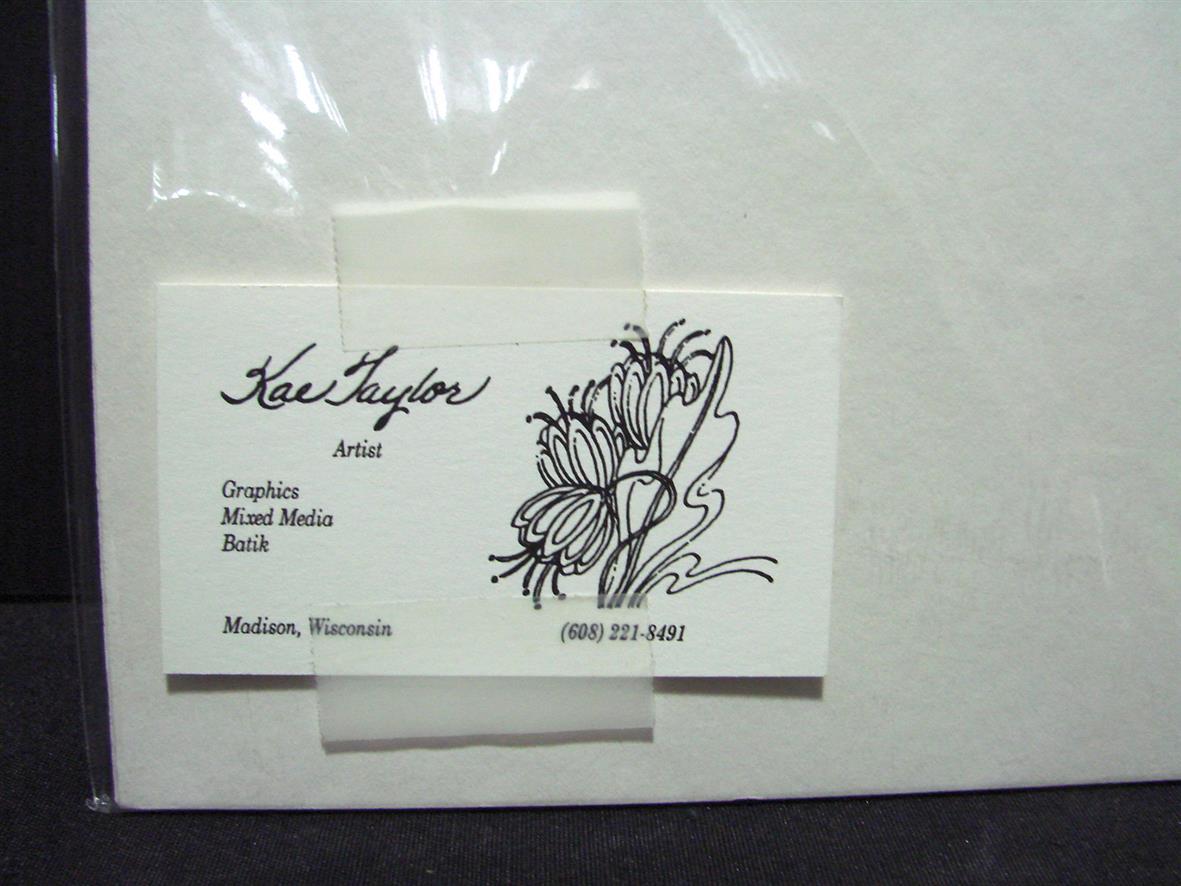 Kae Taylor
Artist
Graphics
Mixed Media
Batik
Madison, Wisconsin
(608) 221-8491